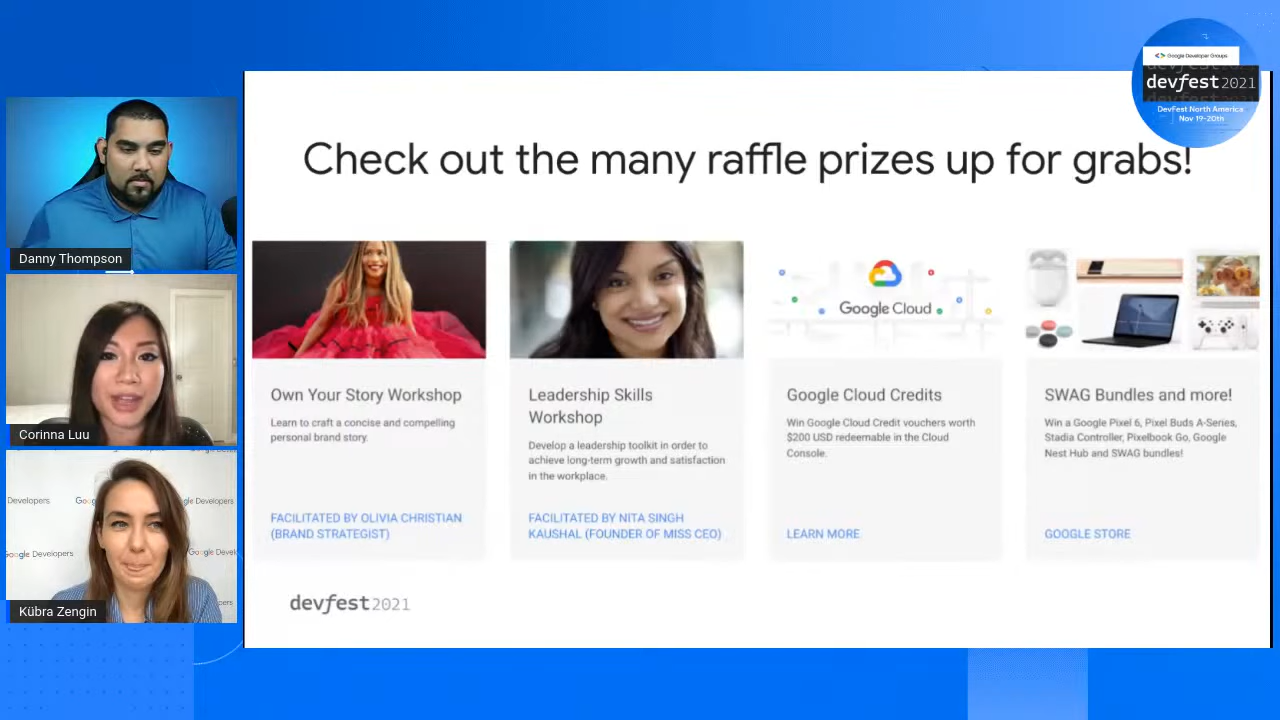 Google Developer Groups
devfest 2021
DevFest North America
Nov 19-20th
Check out the many raffle prizes up for grabs!
Danny Thompson
Corinna Luu
Developers
Google Developers
Kübra Zengin
Google Cloud
Own Your Story Workshop
Learn to craft a concise and compelling
personal brand story.
FACILITATED BY OLIVIA CHRISTIAN
(BRAND STRATEGIST)
Leadership Skills
Workshop
Develop a leadership toolkit in order to
achieve long-term growth and satisfaction
in the workplace.
FACILITATED BY NITA SINGH
KAUSHAL (FOUNDER OF MISS CEO)
Google Cloud Credits
Win Google Cloud Credit vouchers worth
$200 USD redeemable in the Cloud
Console.
LEARN MORE
SWAG Bundles and more!
Win a Google Pixel 6, Pixel Buds A-Series,
Stadia Controller, Pixelbook Go, Google
Nest Hub and SWAG bundles!
GOOGLE STORE
devfest 2021